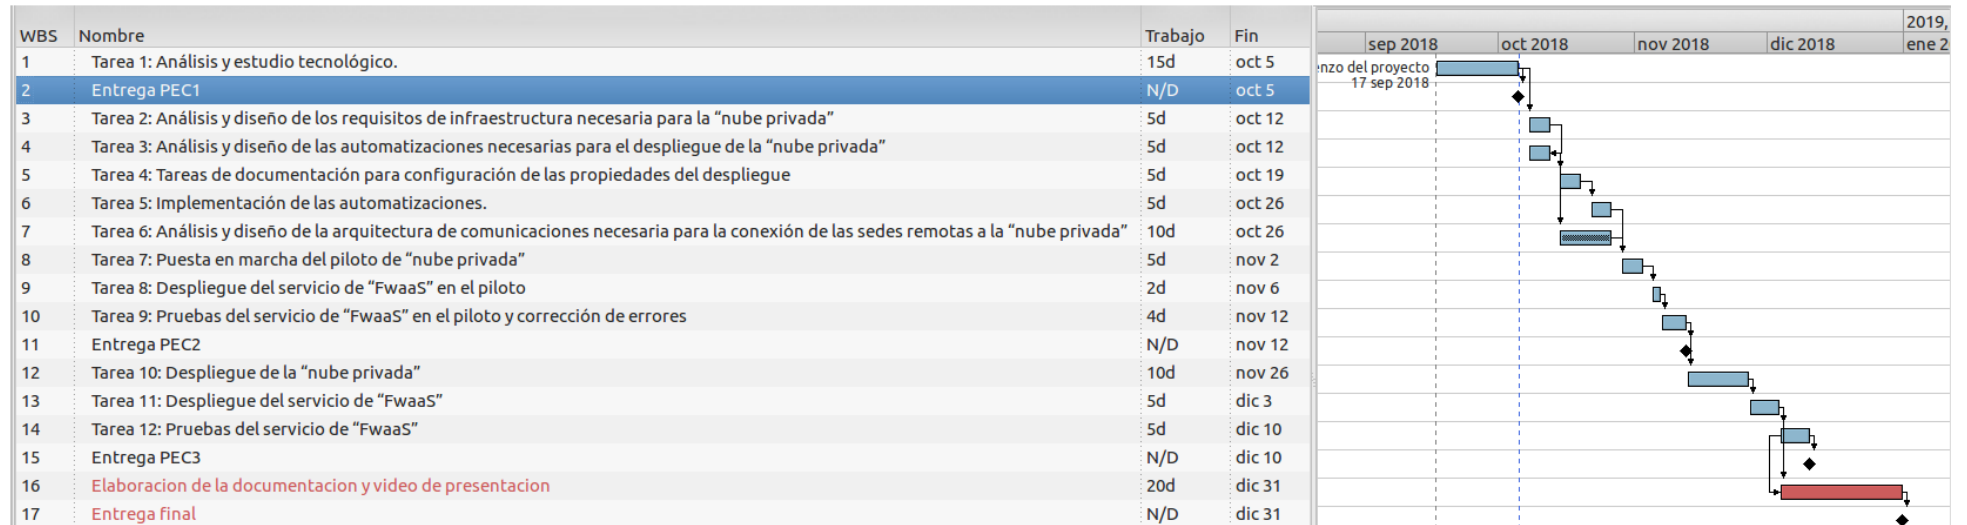 WBS Nombre Trabajo Fin
2019,
sep 2018 oct 2018 nov 2018 dic 2018 ene 2
1 Tarea 1: Análisis y estudio tecnológico. 15d oct 5
nzo del proyecto
17 sep 2018
2 Entrega PEC1 N/D oct 5
3 Tarea 2: Análisis y diseño de los requisitos de infraestructura necesaria para la “nube privada” 5d oct 12
4 Tarea 3: Análisis y diseño de las automatizaciones necesarias para el despliegue de la “nube privada” 5d oct 12
5 Tarea 4: Tareas de documentación para configuración de las propiedades del despliegue 5d oct 19
6 Tarea 5: Implementación de las automatizaciones. 5d oct 26
7 Tarea 6: Análisis y diseño de la arquitectura de comunicaciones necesaria para la conexión de las sedes remotas a la “nube privada” 10d oct 26
8 Tarea 7: Puesta en marcha del piloto de “nube privada” 5d nov 2
9 Tarea 8: Despliegue del servicio de “FwaaS” en el piloto 2d nov 6
10 Tarea 9: Pruebas del servicio de “FwaaS” en el piloto y corrección de errores 4d nov 12
11 Entrega PEC2 N/D nov 12
12 Tarea 10: Despliegue de la “nube privada” 10d nov 26
13 Tarea 11: Despliegue del servicio de “FwaaS” 5d dic 3
14 Tarea 12: Pruebas del servicio de “FwaaS” 5d dic 10
15 Entrega PEC3 N/D dic 10
16 Elaboracion de la documentacion y video de presentacion 20d dic 31
17 Entrega final N/D dic 31